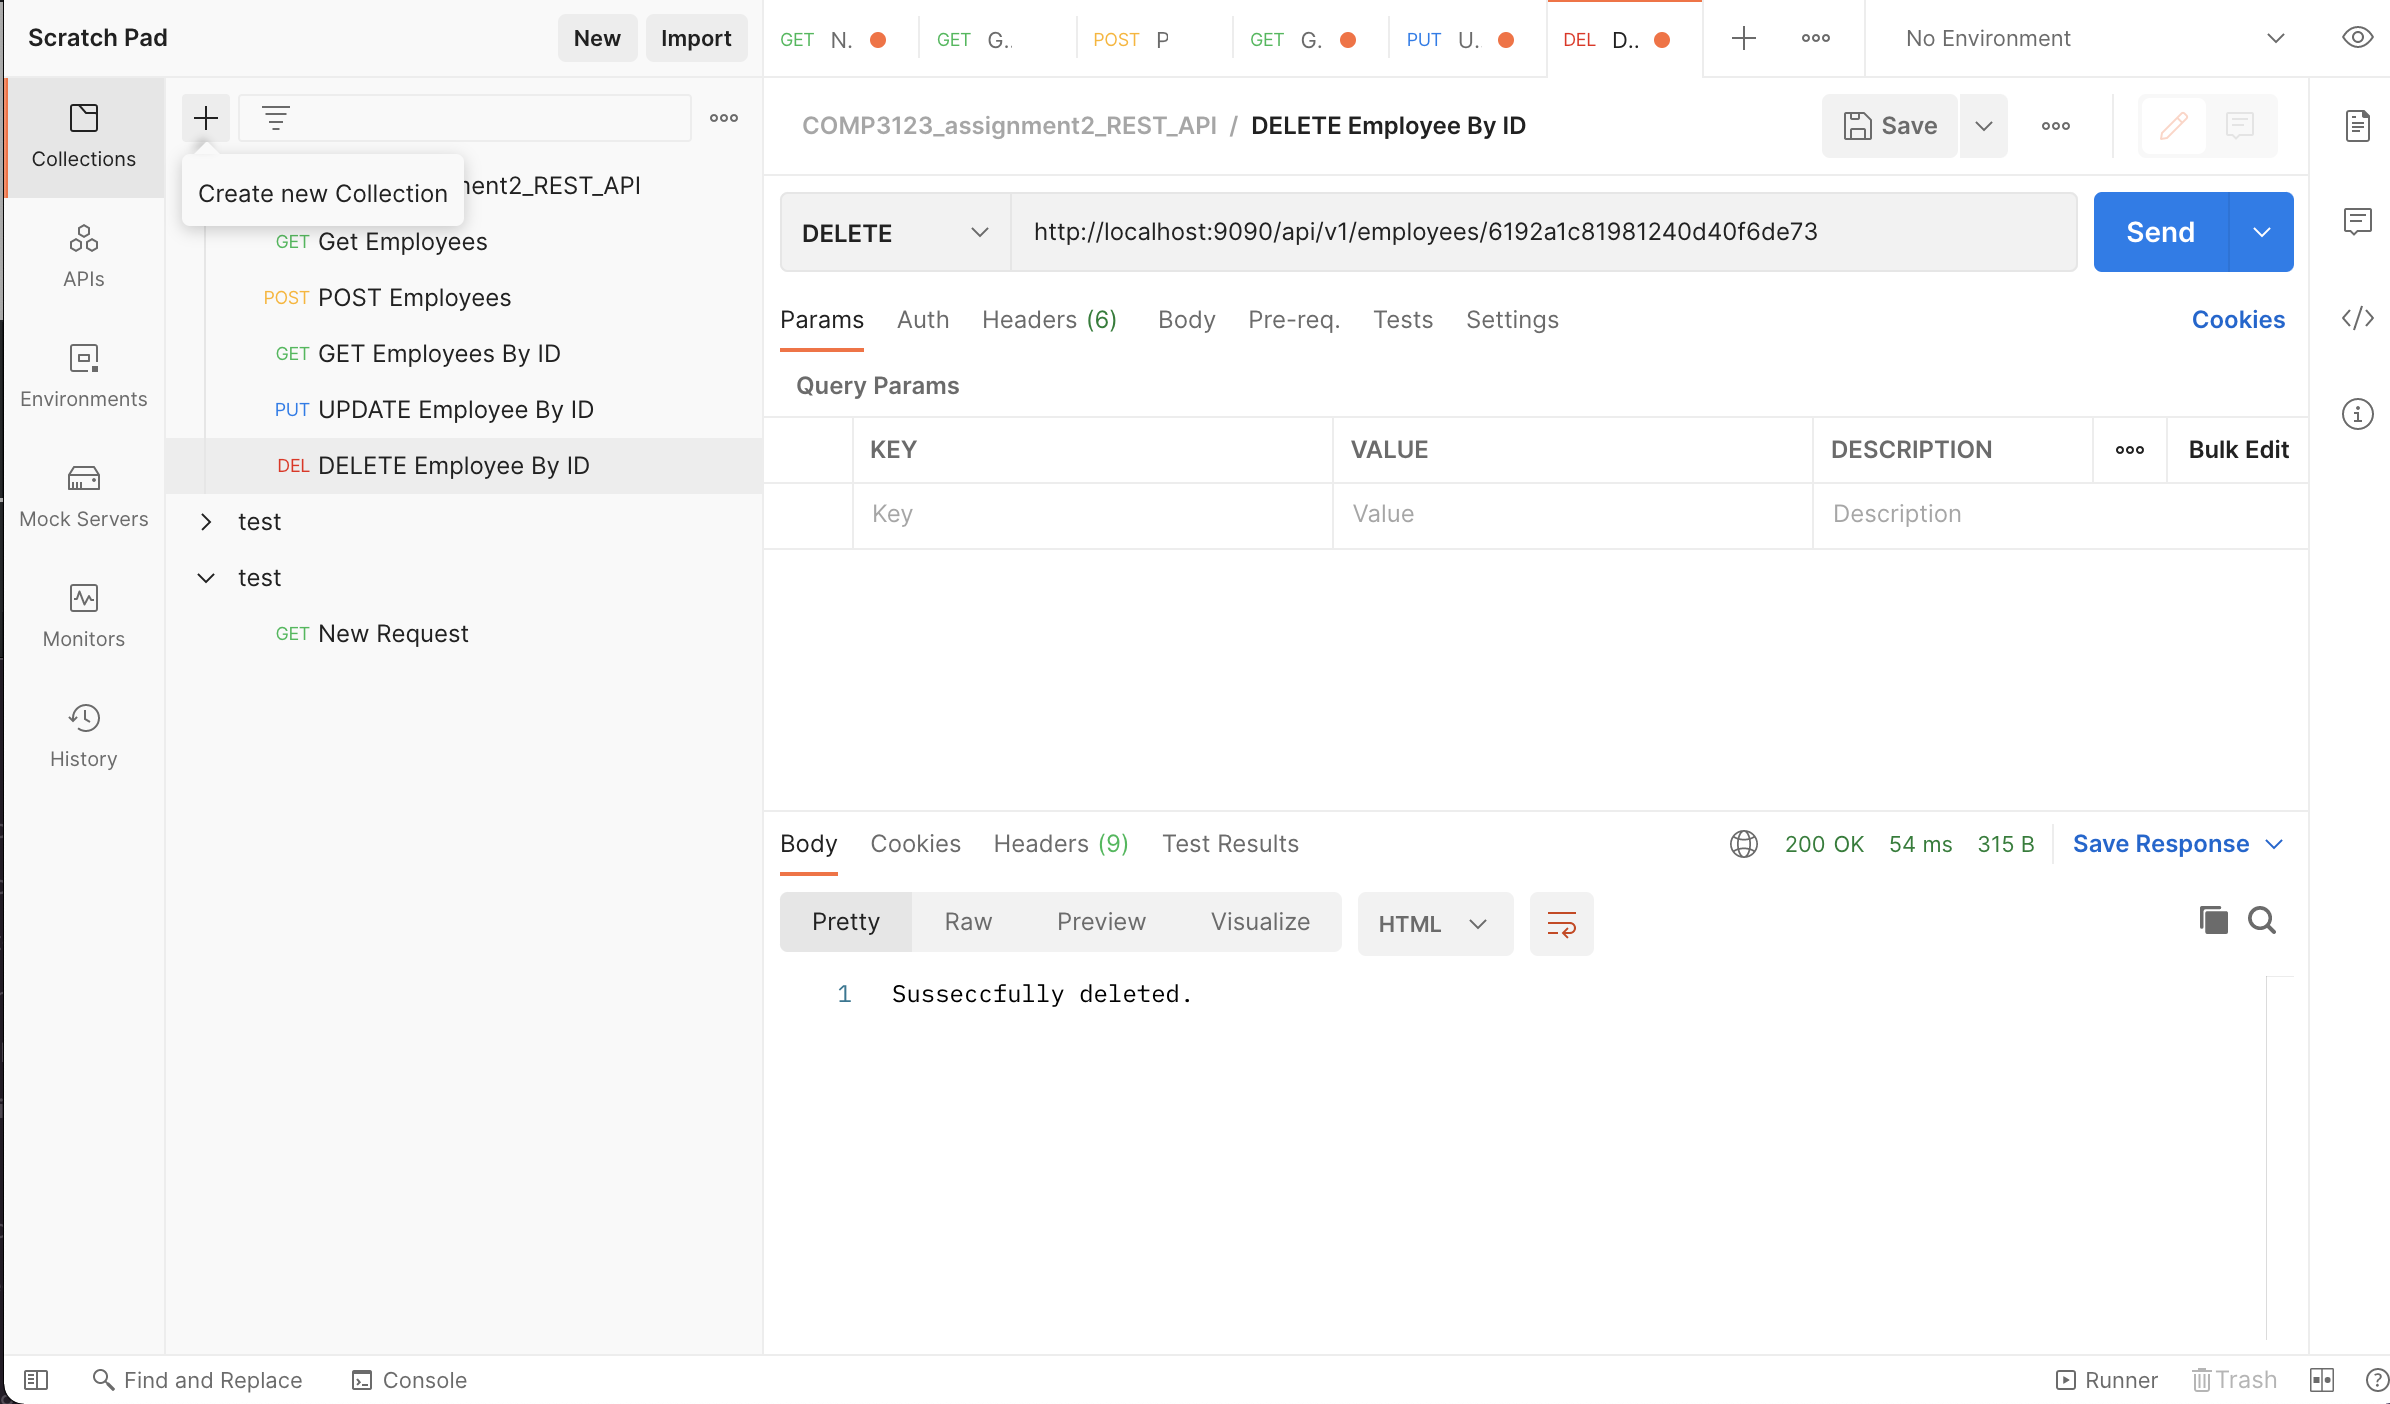 Scratch Pad
New
Import
GET N.
GET G..
POST P
GET G.
PUT U.
DEL D..
No Environment
Collections
APIs
Environments
Mock Servers
Monitors
History
Create new Collection
ment2_REST_API
GET Get Employees
POST POST Employees
GET GET Employees By ID
PUT UPDATE Employee By ID
DEL DELETE Employee By ID
test
test
GET New Request
COMP3123_assignment2_REST_API / DELETE Employee By ID
Save
DELETE
http://localhost:9090/api/v1/employees/6192a1c81981240d40f6de73
Send
Params Auth Headers (6) Body Pre-req. Tests Settings
Cookies
Query Params
KEY VALUE DESCRIPTION Bulk Edit
Key Value Description
Body Cookies Headers (9) Test Results
200 OK 54 ms 315 B Save Response
Pretty Raw Preview Visualize HTML
1 Susseccfully deleted.
Find and Replace Console
Runner Trash